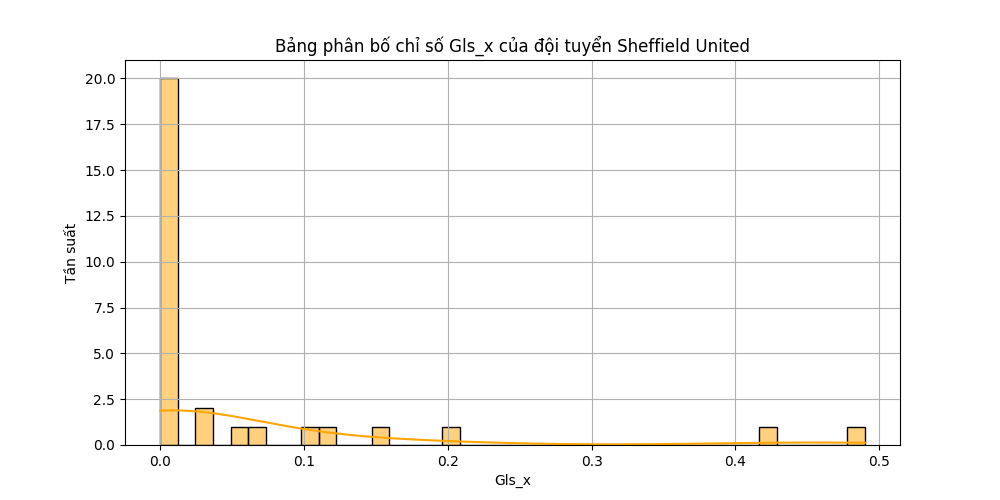 Bảng phân bố chỉ số Gls_x của đội tuyển Sheffield United
20.0
17.5
15.0
12.5
10.0
7.5
5.0
2.5
0.0
Tần suất
0.0 0.1 0.2 0.3 0.4 0.5
Gls_x